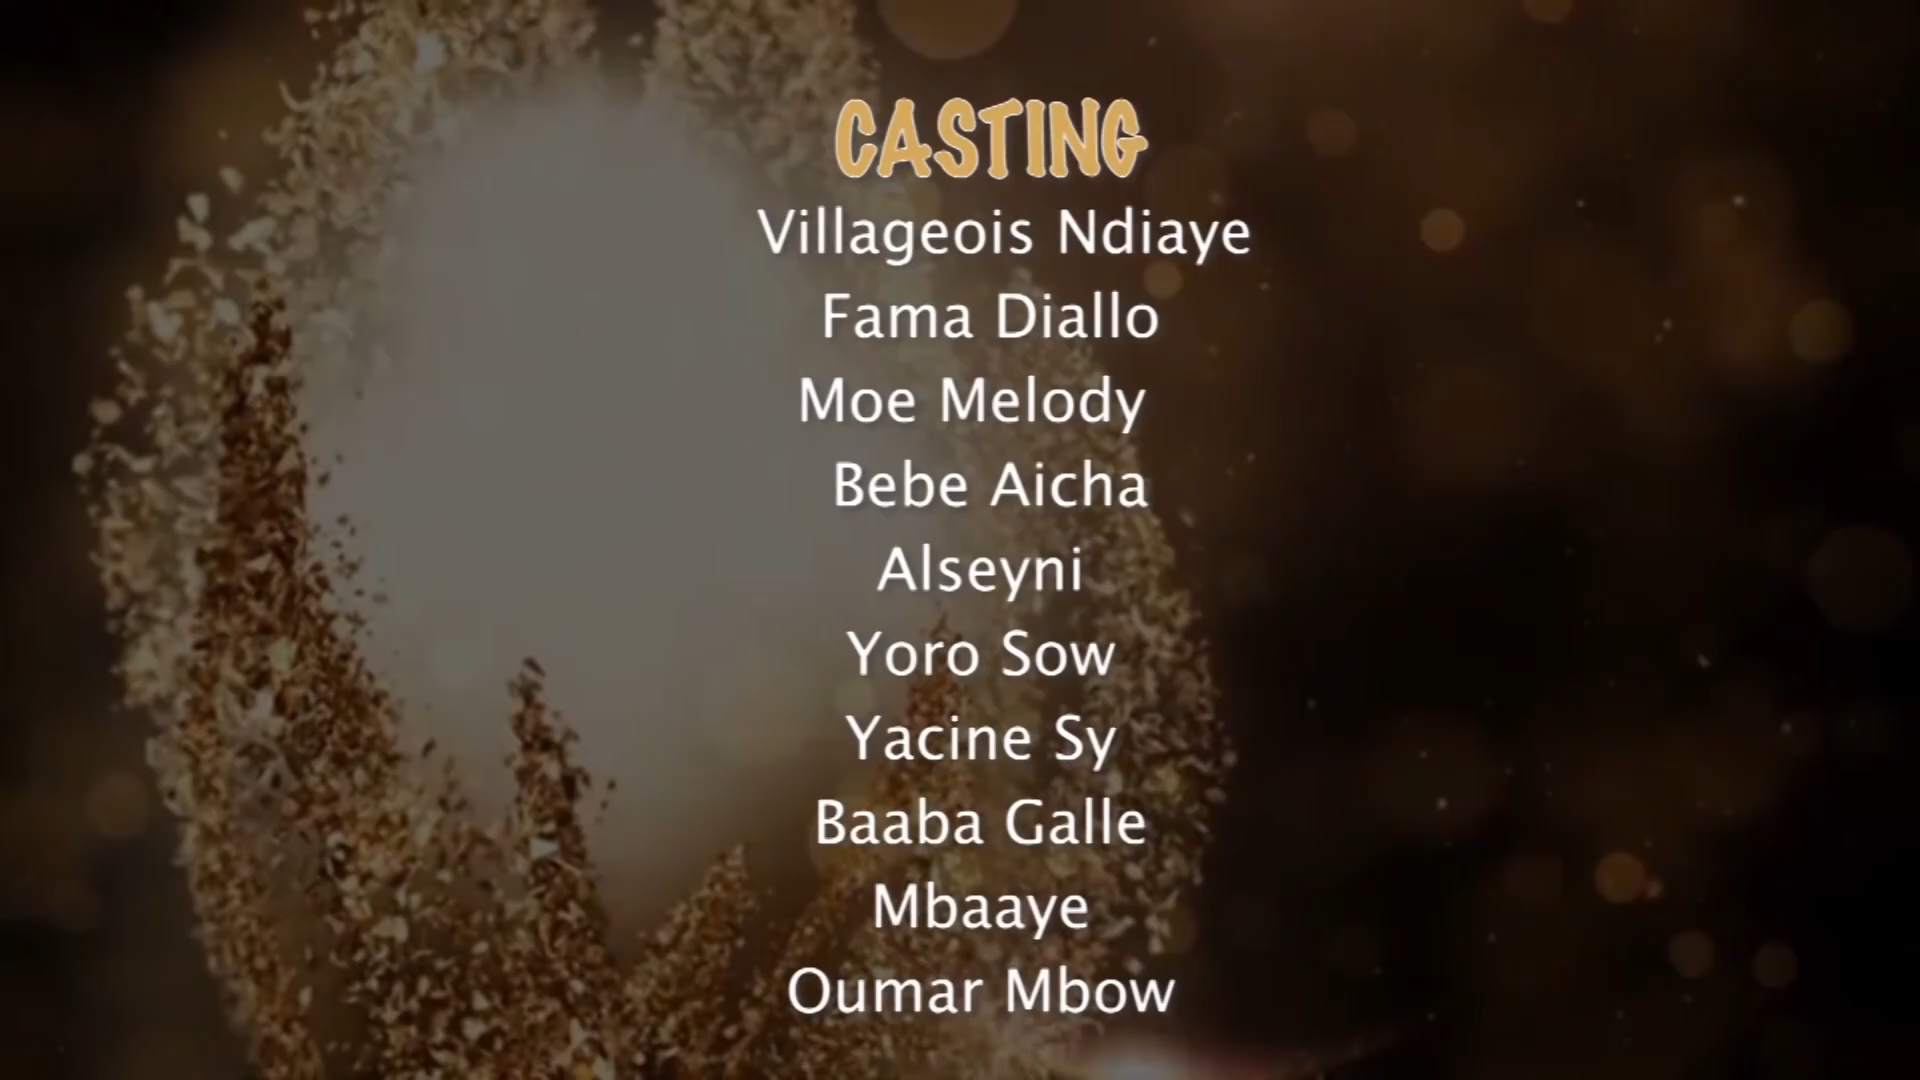 CASTING
Villageois Ndiaye
Fama Diallo
Moe Melody
Bebe Aicha
Alseyni
Yoro Sow
Yacine Sy
Baaba Galle
Mbaaye
Oumar Mbow